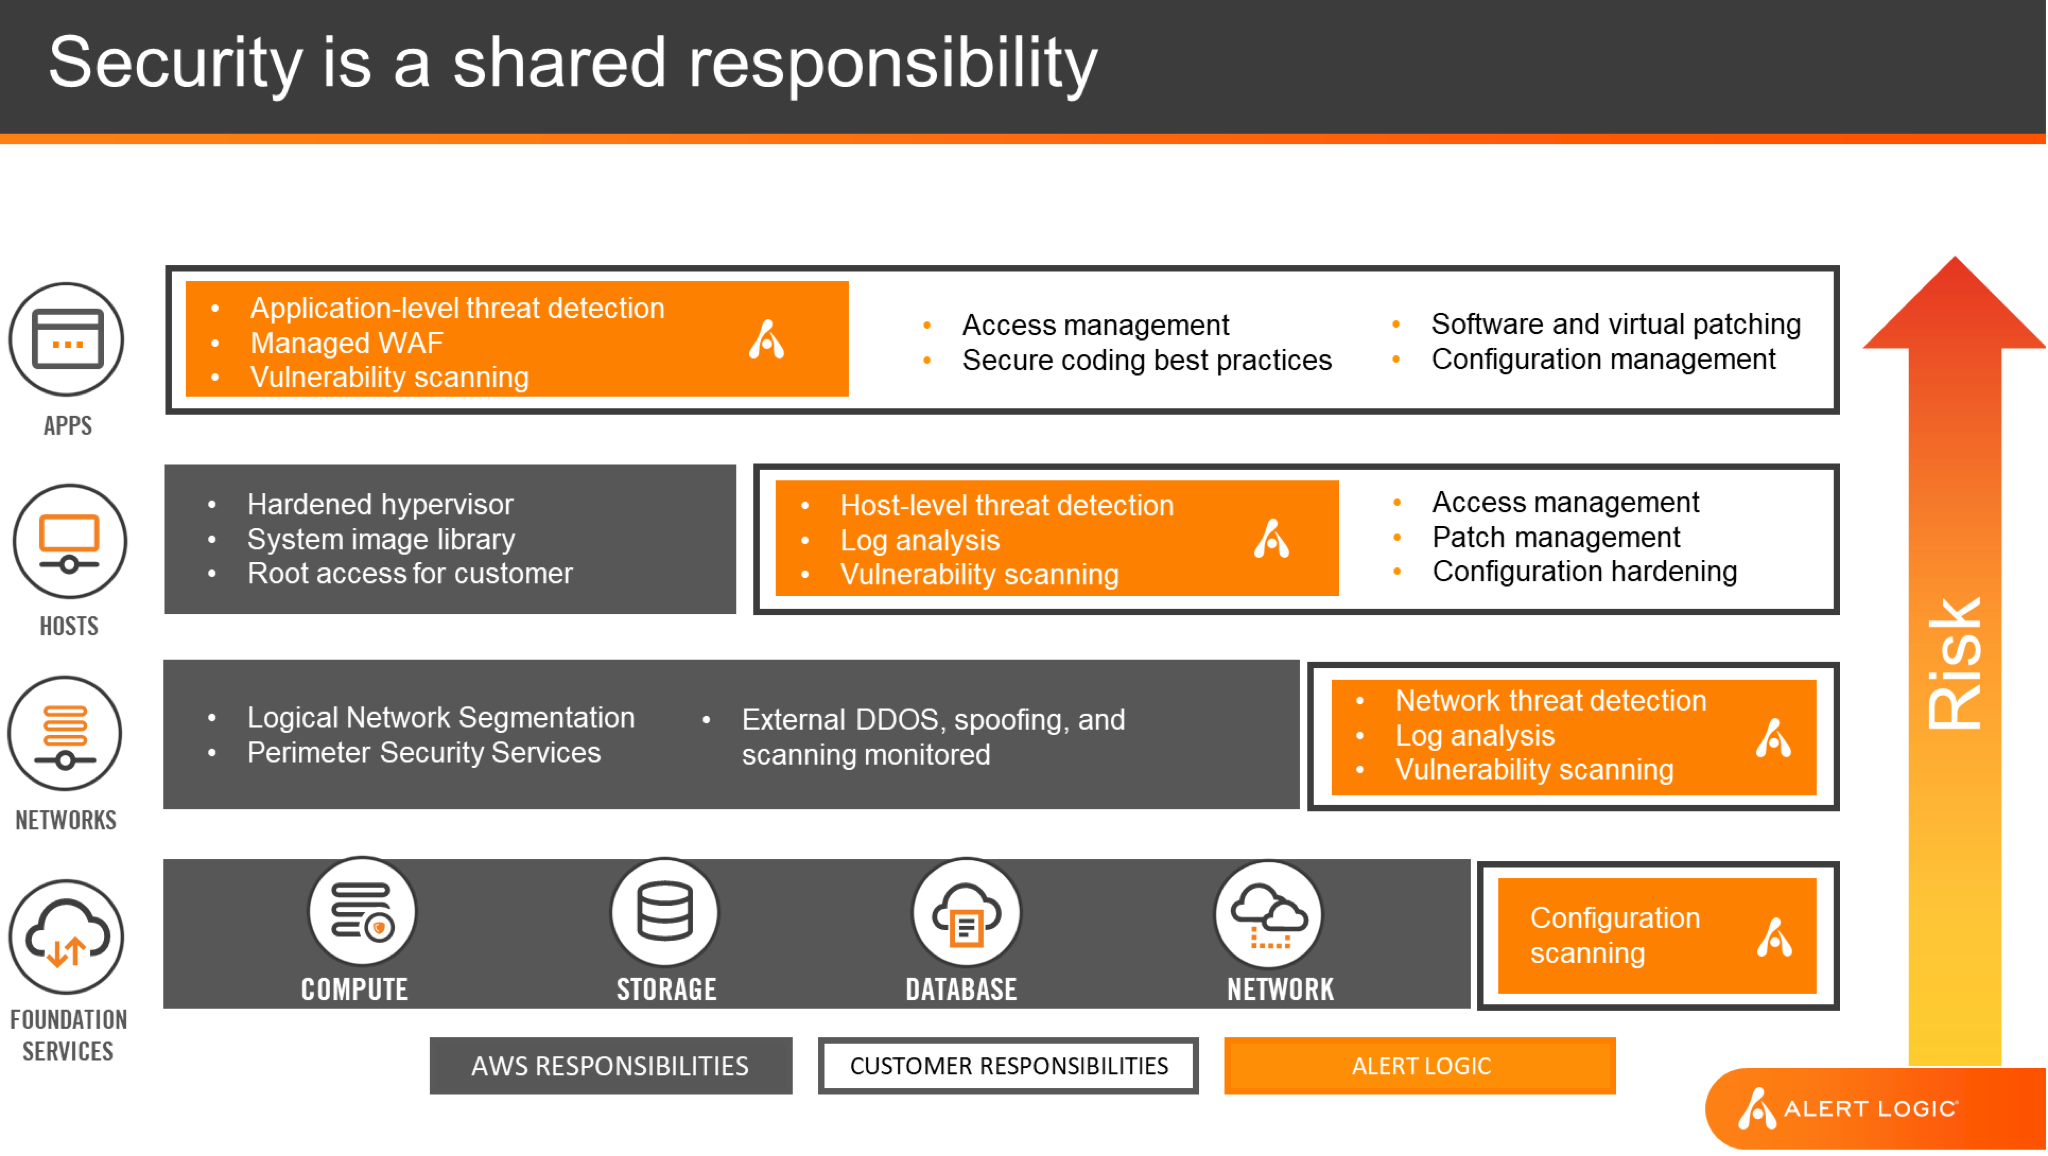 Security is a shared responsibility
APPS
• Application-level threat detection
• Managed WAF
• Vulnerability scanning
• Access management
• Secure coding best practices
• Software and virtual patching
• Configuration management
HOSTS
• Hardened hypervisor
• System image library
• Root access for customer
• Host-level threat detection
• Log analysis
• Vulnerability scanning
• Access management
• Patch management
• Configuration hardening
Risk
NETWORKS
• Logical Network Segmentation
• Perimeter Security Services
• External DDOS, spoofing, and
scanning monitored
• Network threat detection
• Log analysis
• Vulnerability scanning
FOUNDATION
SERVICES
COMPUTE
STORAGE
DATABASE
NETWORK
Configuration
scanning
AWS RESPONSIBILITIES
CUSTOMER RESPONSIBILITIES
ALERT LOGIC
ALERT LOGIC®